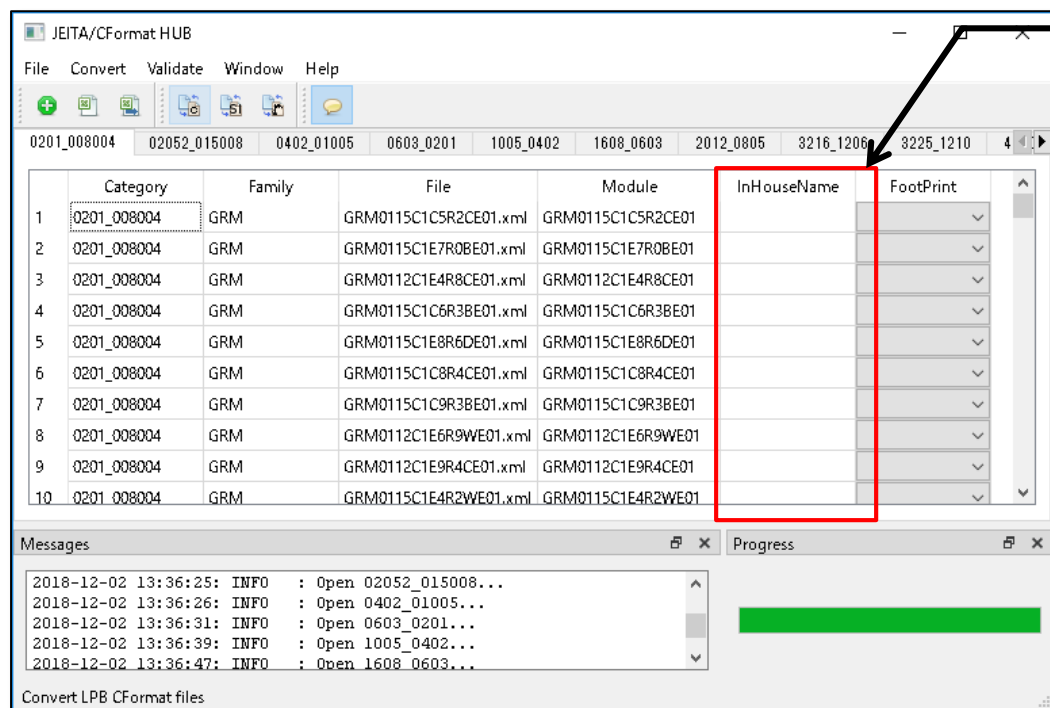 JEITA/CFormat HUB
File Convert Validate Window Help
0201_008004 02052_015008 0402_01005 0603_0201 1005_0402 1608_0603 2012_0805 3216_1206 3225_1210 4
Category Family File Module InHouseName FootPrint
1 0201_008004 GRM GRM0115C1C5R2CE01.xml GRM0115C1C5R2CE01
2 0201_008004 GRM GRM0115C1E7R0BE01.xml GRM0115C1E7R0BE01
3 0201_008004 GRM GRM0112C1E4R8CE01.xml GRM0112C1E4R8CE01
4 0201_008004 GRM GRM0115C1C6R3BE01.xml GRM0115C1C6R3BE01
5 0201_008004 GRM GRM0115C1E8R6DE01.xml GRM0115C1E8R6DE01
6 0201_008004 GRM GRM0115C1C8R4CE01.xml GRM0115C1C8R4CE01
7 0201_008004 GRM GRM0115C1C9R3BE01.xml GRM0115C1C9R3BE01
8 0201_008004 GRM GRM0112C1E6R9WE01.xml GRM0112C1E6R9WE01
9 0201_008004 GRM GRM0112C1E9R4CE01.xml GRM0112C1E9R4CE01
10 0201_008004 GRM GRM0115C1E4R2WE01.xml GRM0115C1E4R2WE01
Messages Progress
2018-12-02 13:36:25: INFO : Open 02052_015008...
2018-12-02 13:36:26: INFO : Open 0402_01005...
2018-12-02 13:36:31: INFO : Open 0603_0201...
2018-12-02 13:36:39: INFO : Open 1005_0402...
2018-12-02 13:36:47: INFO : Open 1608_0603...
Convert LPB CFormat files